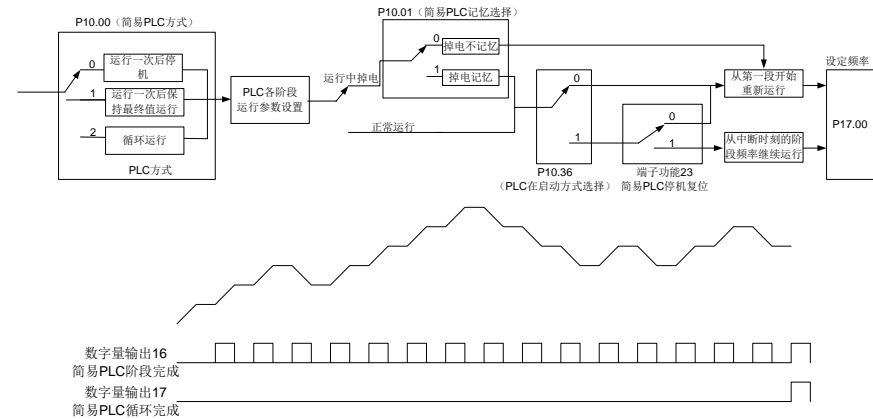 P10.00（简易PLC方式）
0
运行一次后停
机
1
运行一次后保
持最终值运行
2
循环运行
PLC方式
PLC各阶段
运行参数设置
运行中掉电
正常运行
P10.01（简易PLC记忆选择）
0
掉电不记忆
1
掉电记忆
0
1
P10.36
（PLC在启动方式选择）
0
1
端子功能23
简易PLC停机复位
从第一段开始
重新运行
从中断时刻的阶
段频率继续运行
设定频率
P17.00
数字量输出16
简易PLC阶段完成
数字量输出17
简易PLC循环完成